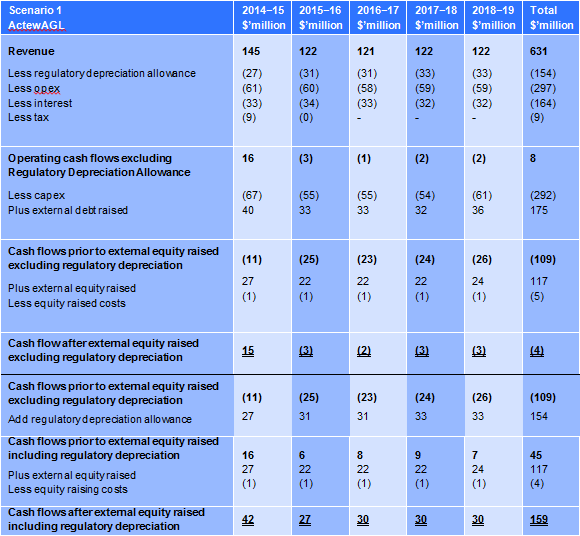 Scenario 1 2014–15 2015–16 2016–17 2017–18 2018–19 Total
ActewAGL $’million $’million $’million $’million $’million $’million
Revenue 145 122 121 122 122 631
Less regulatory depreciation allowance (27) (31) (31) (33) (33) (154)
Less opex (61) (60) (58) (59) (59) (297)
Less interest (33) (34) (33) (32) (32) (164)
Less tax (9) (0) - - - (9)
Operating cash flows excluding 16 (3) (1) (2) (2) 8
Regulatory Depreciation Allowance
Less capex (67) (55) (55) (54) (61) (292)
Plus external debt raised 40 33 33 32 36 175
Cash flows prior to external equity raised (11) (25) (23) (24) (26) (109)
excluding regulatory depreciation
Plus external equity raised 27 22 22 22 24 117
Less equity raised costs (1) (1) (1) (1) (1) (5)
Cash flow after external equity raised 15 (3) (2) (3) (3) (4)
excluding regulatory depreciation
Cash flows prior to external equity raised (11) (25) (23) (24) (26) (109)
excluding regulatory depreciation
Add regulatory depreciation allowance 27 31 31 33 33 154
Cash flows prior to external equity raised
including regulatory depreciation 16 6 8 9 7 45
Plus external equity raised 27 22 22 22 24 117
Less equity raising costs (1) (1) (1) (1) (1) (4)
Cash flows after external equity raised 42 27 30 30 30 159
including regulatory depreciation